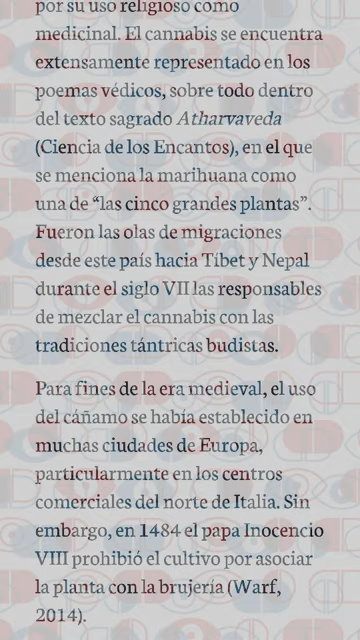 por su uso religioso como
medicinal. El cannabis se encuentra
extensamente representado en los
poemas védicos, sobre todo dentro
del texto sagrado Atharvaveda
(Ciencia de los Encantos), en el que
se menciona la marihuana como
una de “las cinco grandes plantas”.
Fueron las olas de migraciones
desde este país hacia Tíbet y Nepal
durante el siglo VII las responsables
de mezclar el cannabis con las
tradiciones tántricas budistas.
Para fines de la era medieval, el uso
del cáñamo se había establecido en
muchas ciudades de Europa,
particularmente en los centros
comerciales del norte de Italia. Sin
embargo, en 1484 el papa Inocencio
VIII prohibió el cultivo por asociar
la planta con la brujería (Warf,
2014).